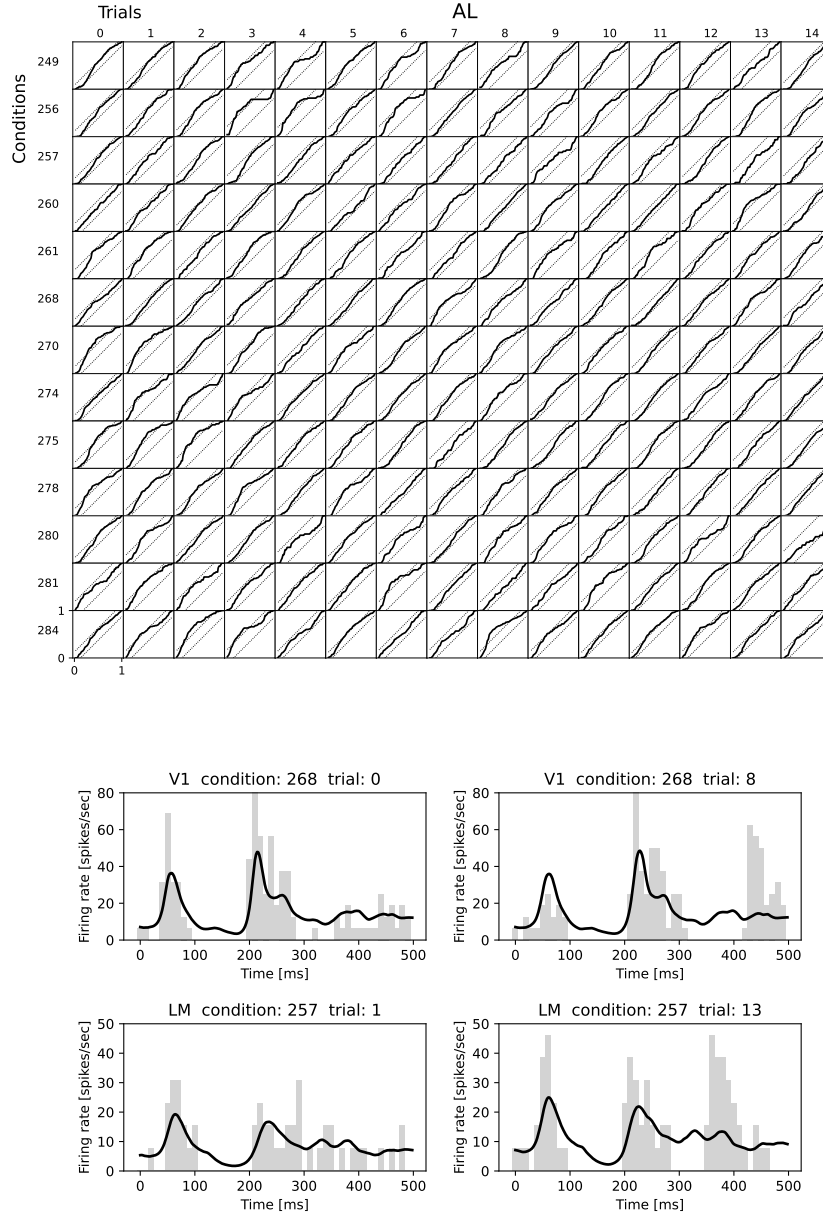 Trials AL
0 1 2 3 4 5 6 7 8 9 10 11 12 13 14
Conditions
249
256
257
260
261
268
270
274
275
278
280
281
1
284
0
0 1
V1 condition: 268 trial: 0
Firing rate [spikes/sec]
80
60
40
20
0
0 100 200 300 400 500
Time [ms]
V1 condition: 268 trial: 8
Firing rate [spikes/sec]
80
60
40
20
0
0 100 200 300 400 500
Time [ms]
LM condition: 257 trial: 1
Firing rate [spikes/sec]
50
40
30
20
10
0
0 100 200 300 400 500
Time [ms]
LM condition: 257 trial: 13
Firing rate [spikes/sec]
50
40
30
20
10
0
0 100 200 300 400 500
Time [ms]